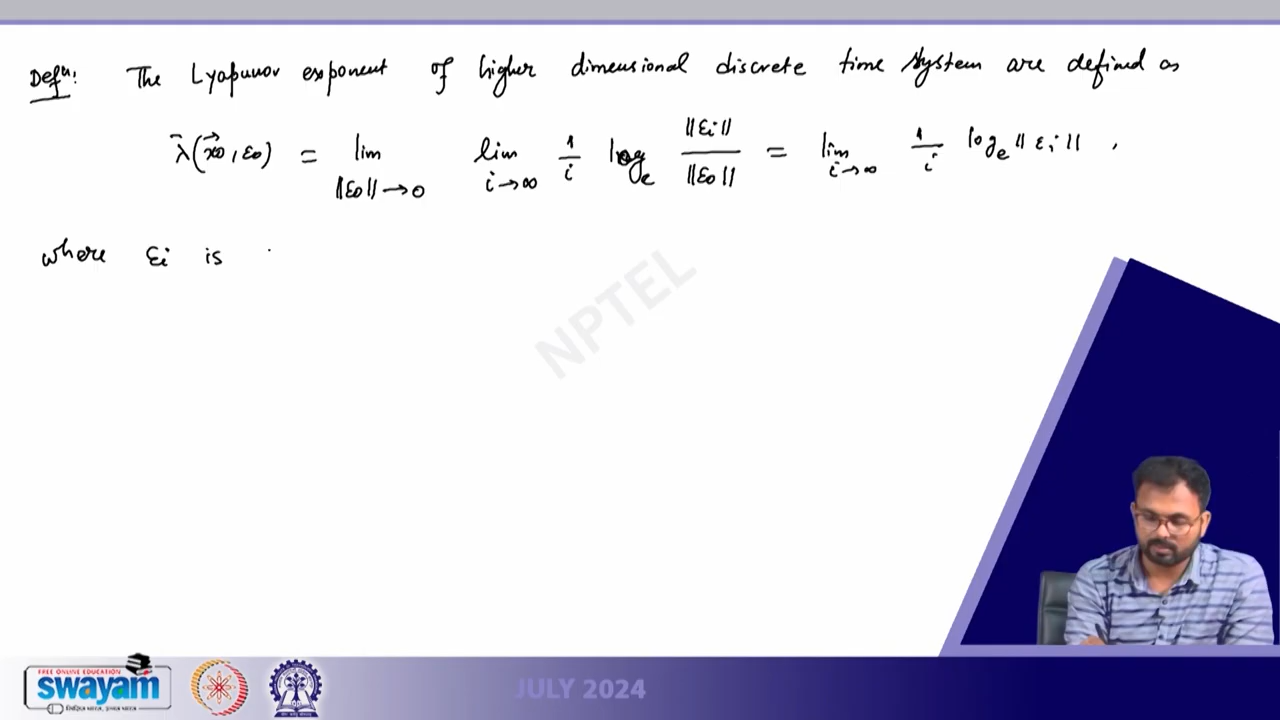 Defn: The Lyapunov exponent of higher dimensional discrete time system are defined as
λ̄(x⃗0, ε0) = lim ||ε0||→0 lim i→∞ 1/i loge ||εi||/||ε0|| = lim i→∞ 1/i loge ||εi|| ,
where εi is
NPTEL
FREE ONLINE EDUCATION
swayam
JULY 2024